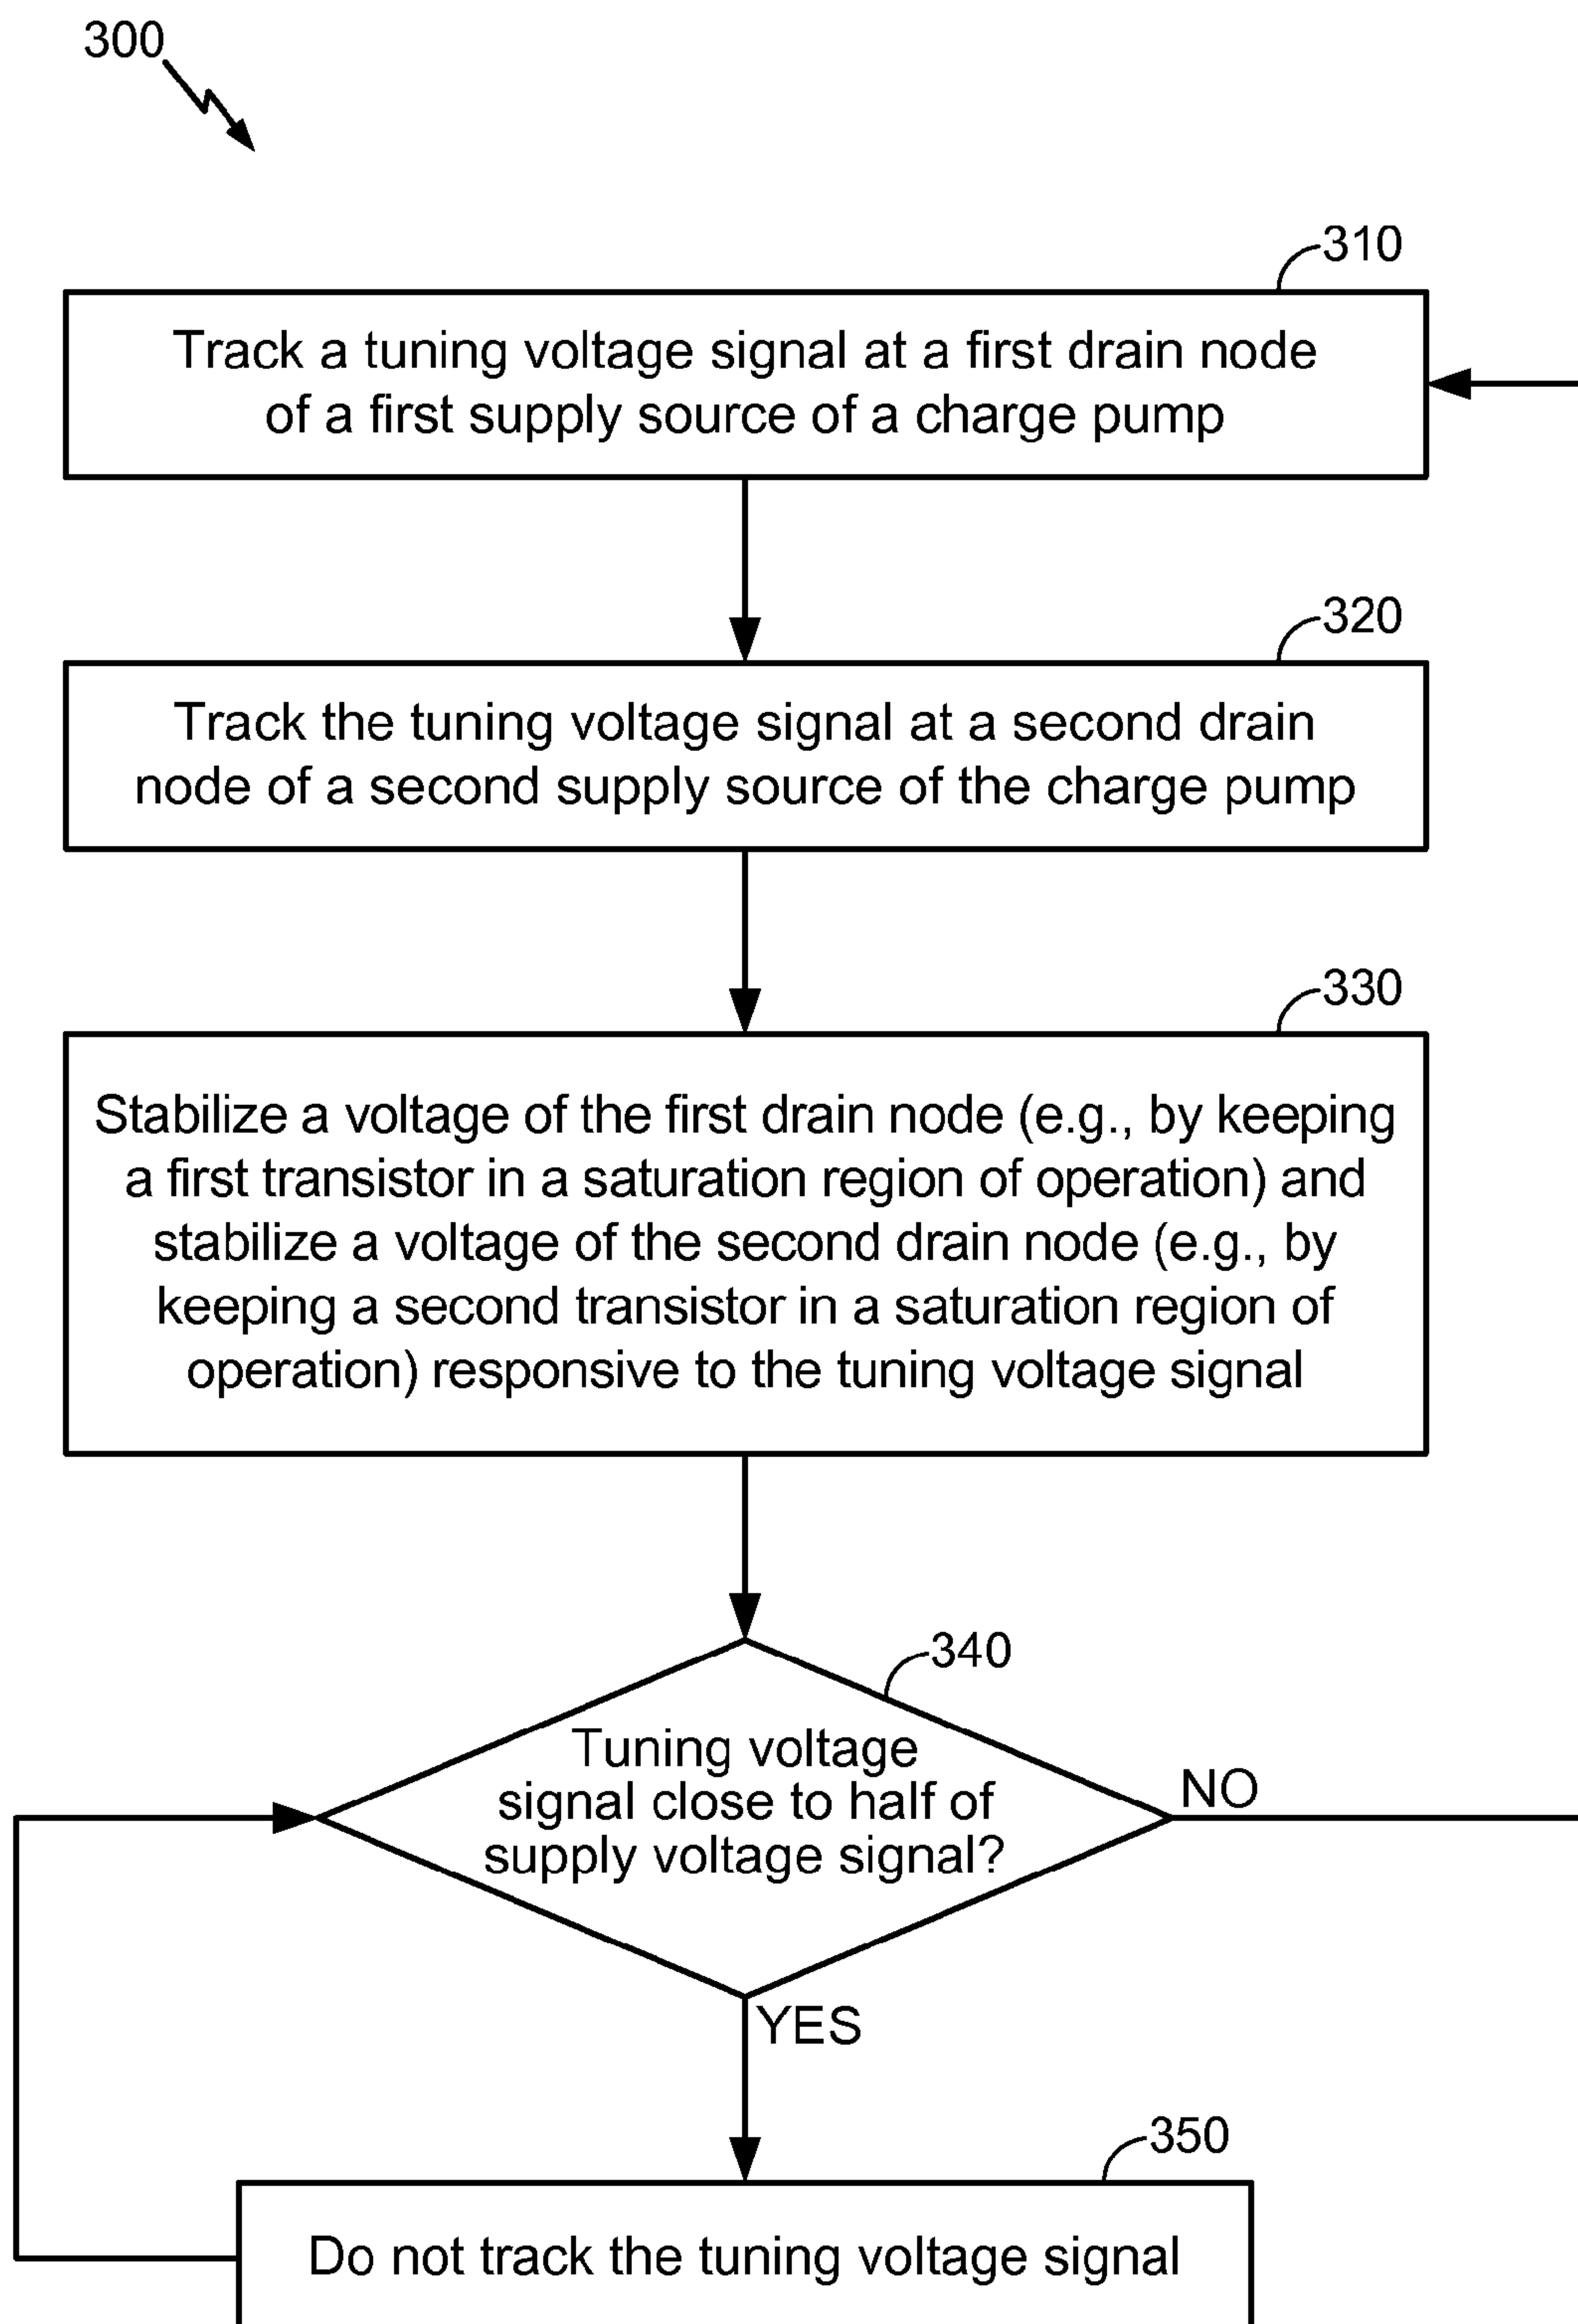 300
310
Track a tuning voltage signal at a first drain node
of a first supply source of a charge pump
320
Track the tuning voltage signal at a second drain
node of a second supply source of the charge pump
330
Stabilize a voltage of the first drain node (e.g., by keeping
a first transistor in a saturation region of operation) and
stabilize a voltage of the second drain node (e.g., by
keeping a second transistor in a saturation region of
operation) responsive to the tuning voltage signal
340
Tuning voltage
signal close to half of
supply voltage signal?
NO
YES
350
Do not track the tuning voltage signal